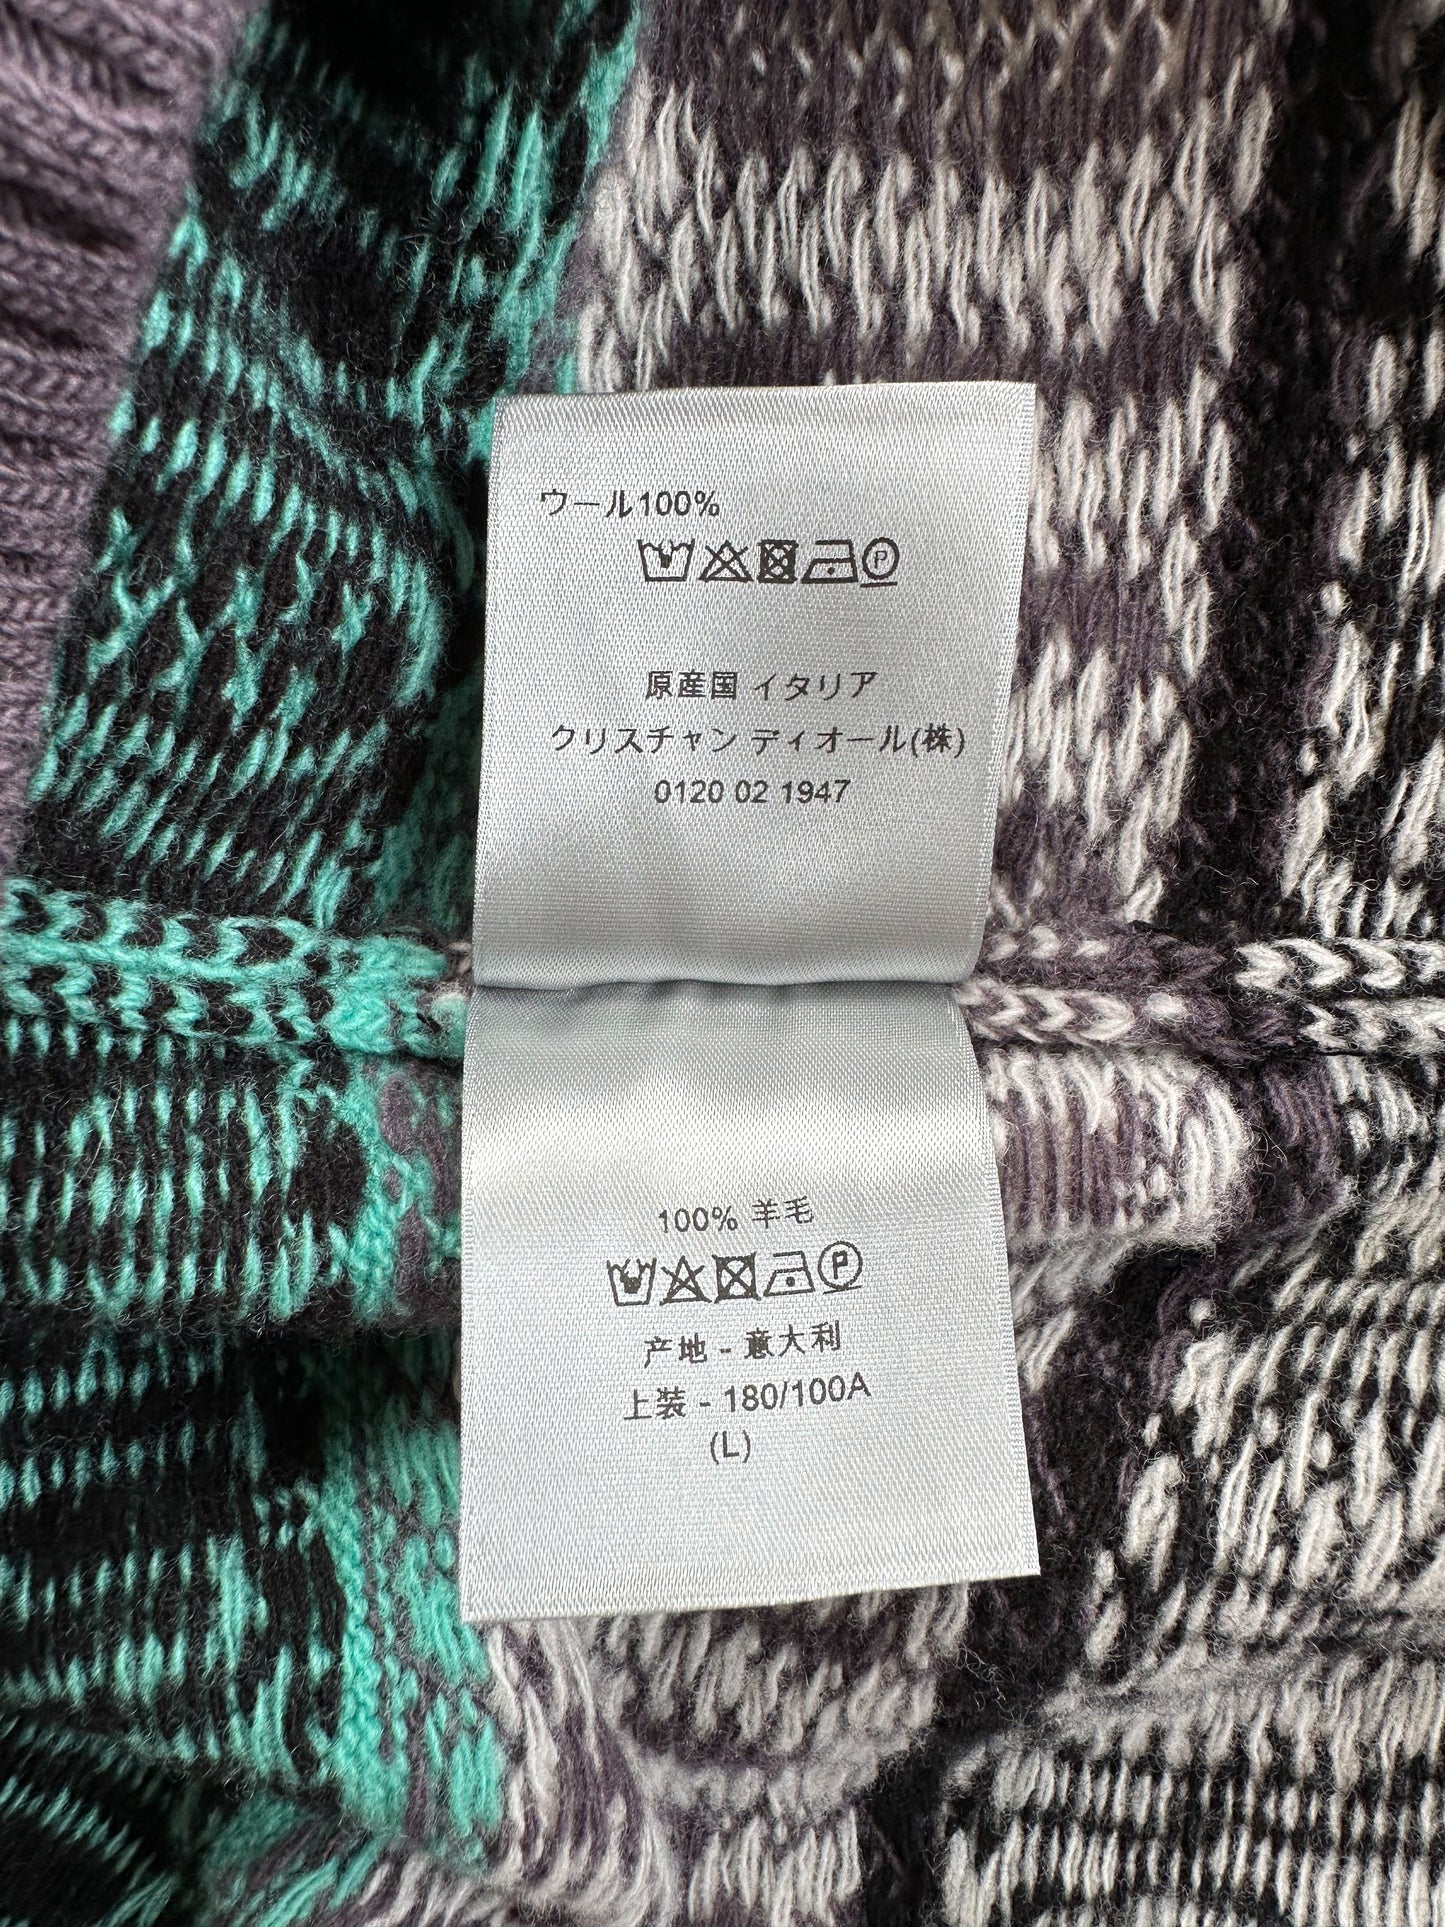 ウール100%
P
原産国 イタリア
クリスチャン ディオール(株)
0120 02 1947
100% 羊毛
P
产地 - 意大利
上装 - 180/100A
(L)